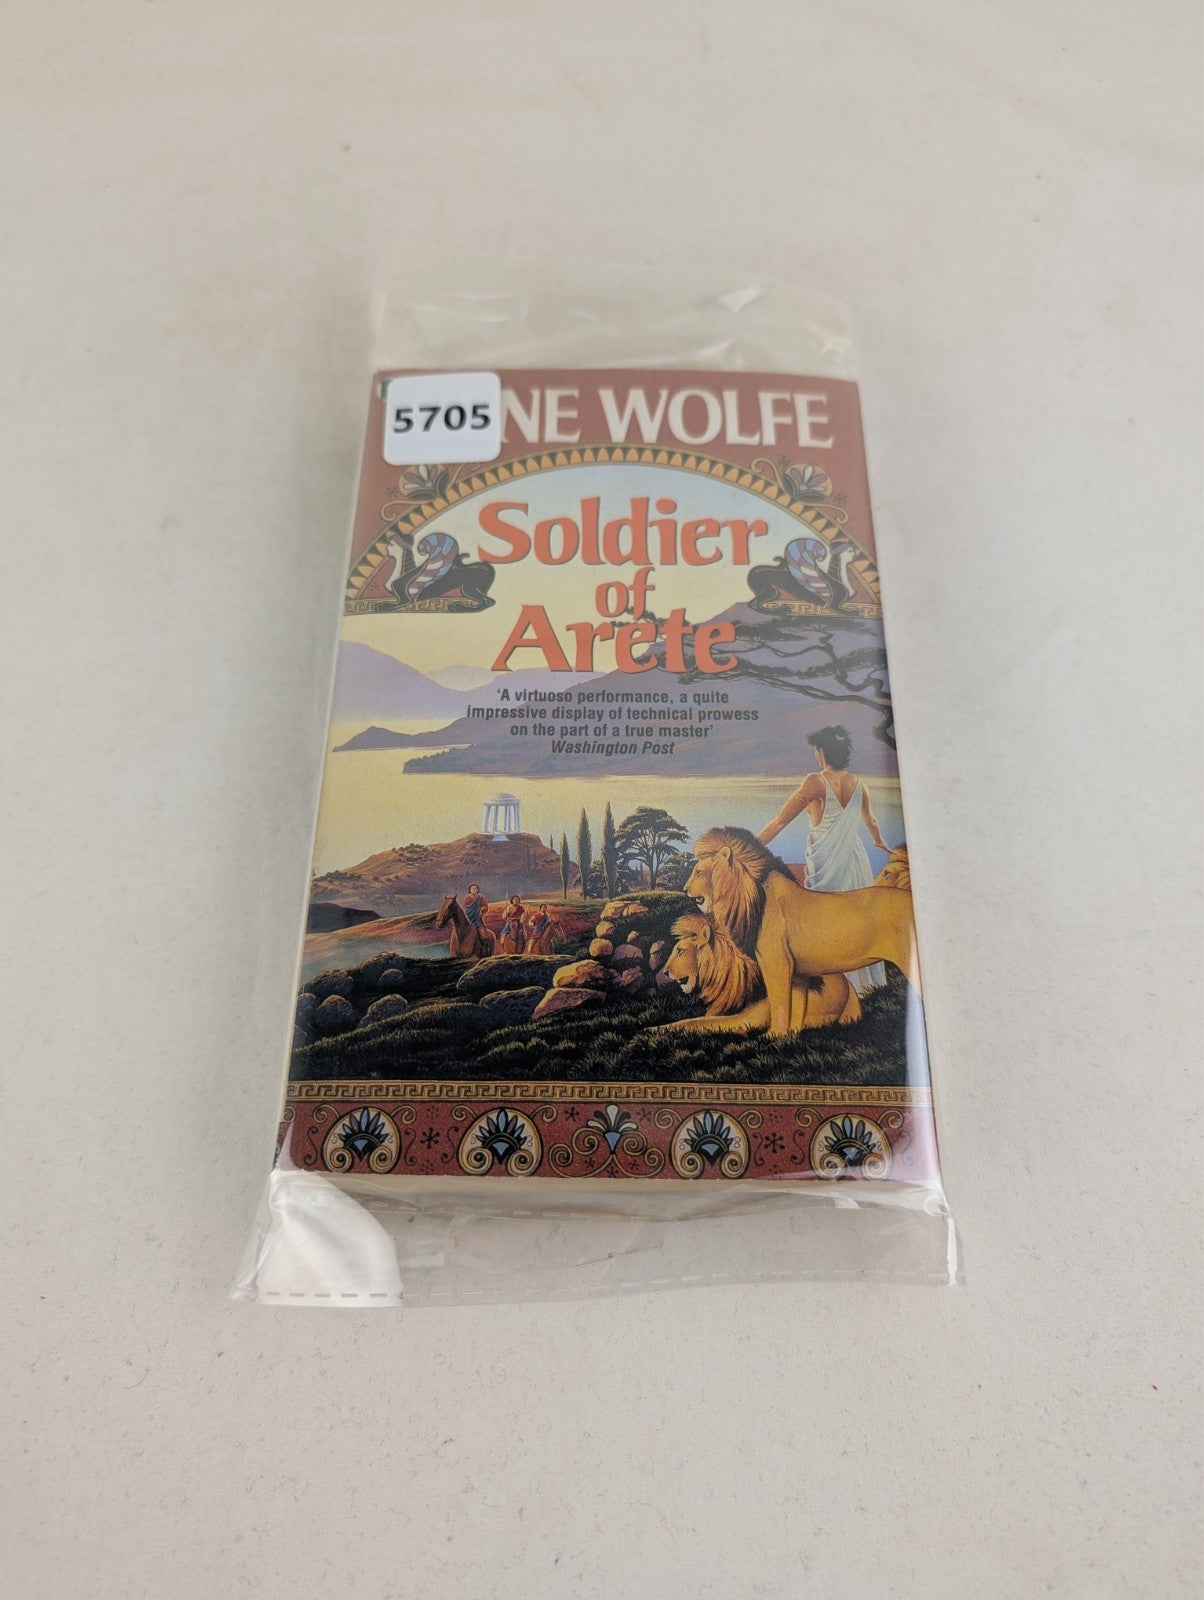 5705
NE WOLFE
Soldier
of
Arete
'A virtuoso performance, a quite
impressive display of technical prowess
on the part of a true master'
Washington Post